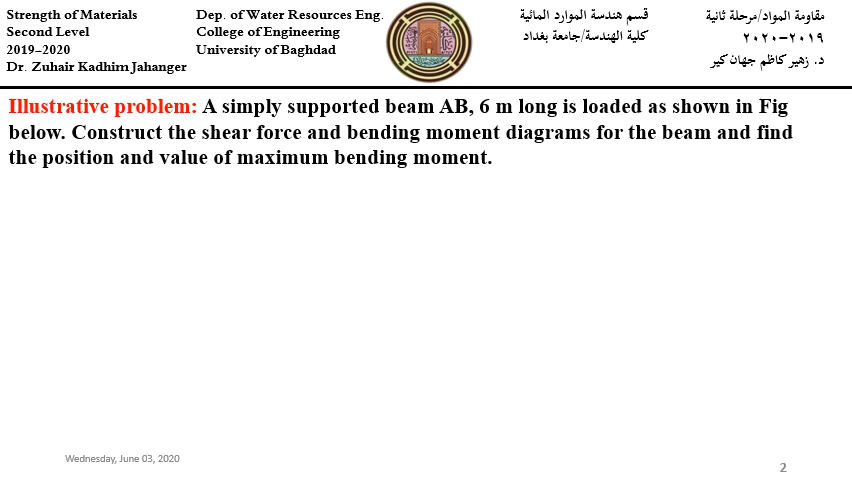 Strength of Materials
Second Level
2019-2020
Dr. Zuhair Kadhim Jahanger
Dep. of Water Resources Eng.
College of Engineering
University of Baghdad
قسم هندسة الموارد المائية
كلية الهندسة/جامعة بغداد
مقاومة المواد/مرحلة ثانية
٢٠١٩-٢٠٢٠
د. زهير كاظم جهان كير
Illustrative problem: A simply supported beam AB, 6 m long is loaded as shown in Fig
below. Construct the shear force and bending moment diagrams for the beam and find
the position and value of maximum bending moment.
Wednesday, June 03, 2020
2